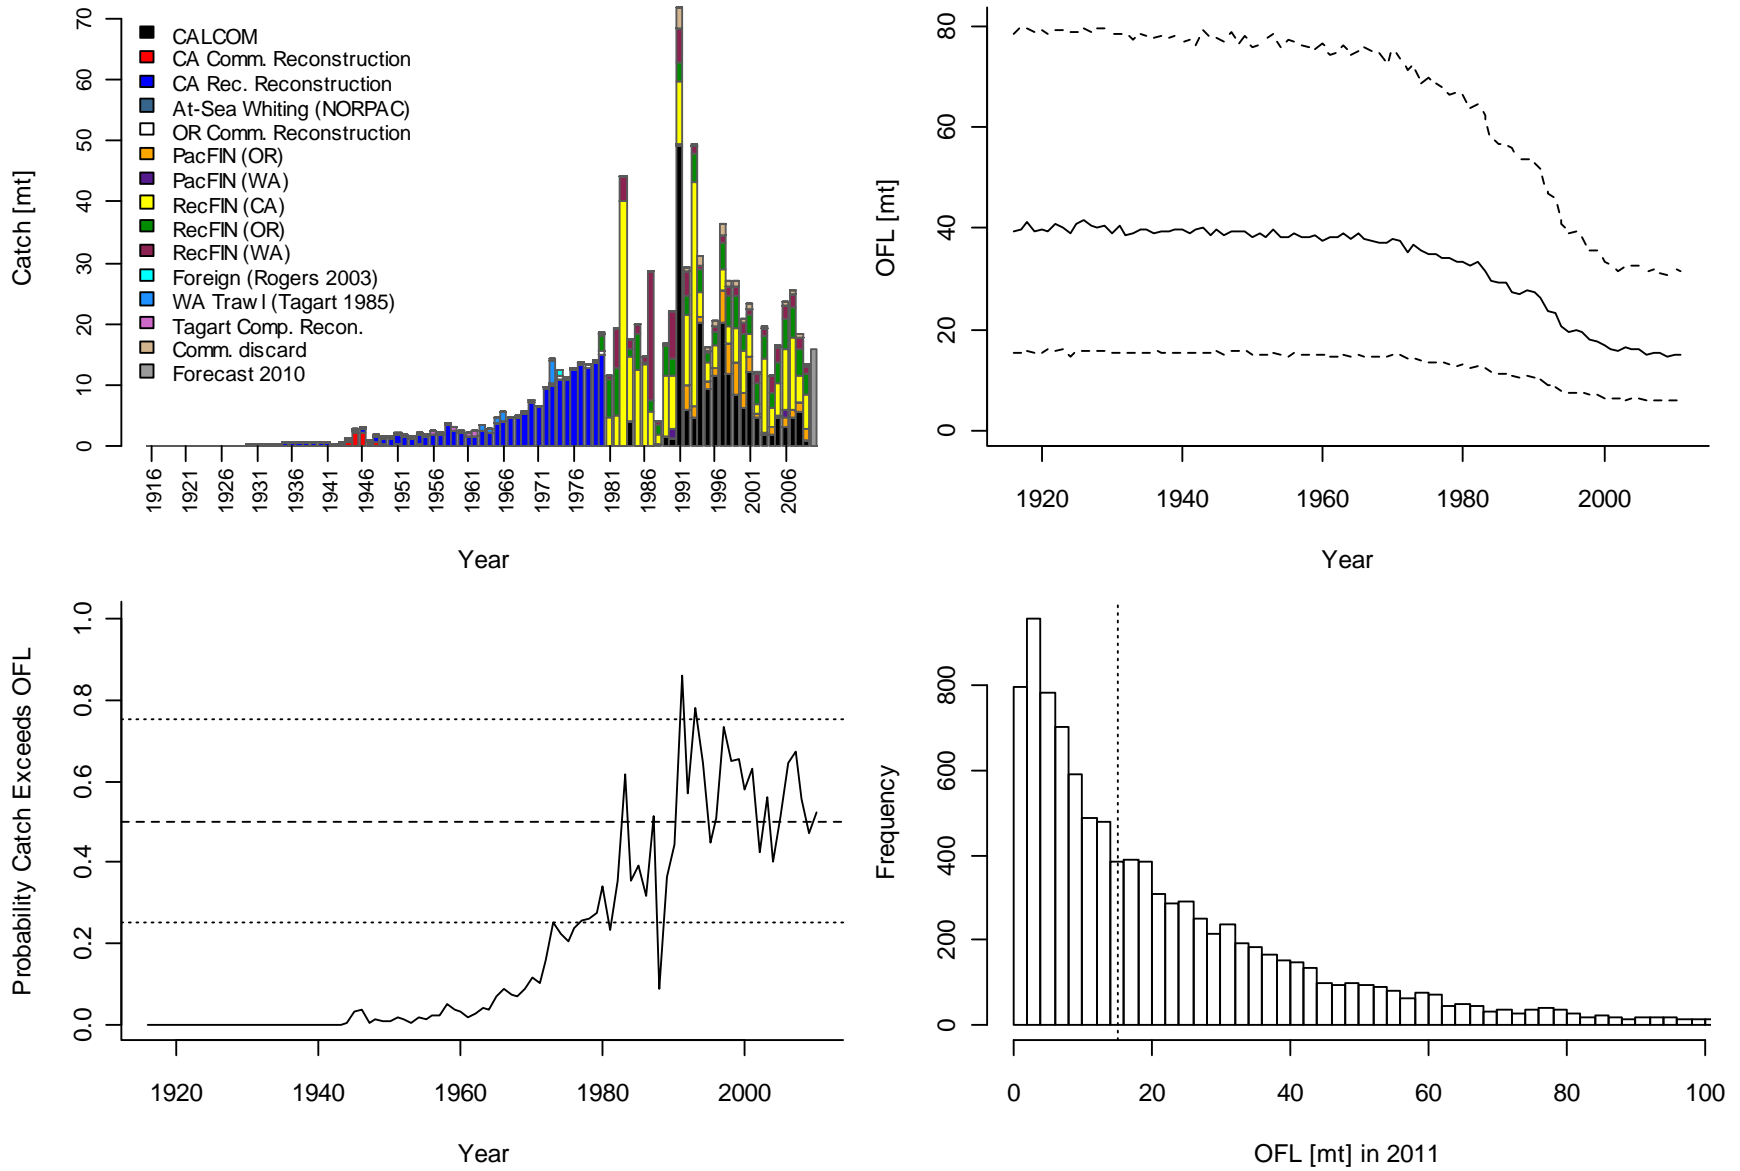 Catch [mt]
70
60
50
40
30
20
10
0
CALCOM
CA Comm. Reconstruction
CA Rec. Reconstruction
At-Sea Whiting (NORPAC)
OR Comm. Reconstruction
PacFIN (OR)
PacFIN (WA)
RecFIN (CA)
RecFIN (OR)
RecFIN (WA)
Foreign (Rogers 2003)
WA Trawl (Tagart 1985)
Tagart Comp. Recon.
Comm. discard
Forecast 2010
1916 1921 1926 1931 1936 1941 1946 1951 1956 1961 1966 1971 1976 1981 1986 1991 1996 2001 2006
Year
OFL [mt]
80
60
40
20
0
1920 1940 1960 1980 2000
Year
Probability Catch Exceeds OFL
1.0
0.8
0.6
0.4
0.2
0.0
1920 1940 1960 1980 2000
Year
Frequency
800
600
400
200
0
0 20 40 60 80 100
OFL [mt] in 2011